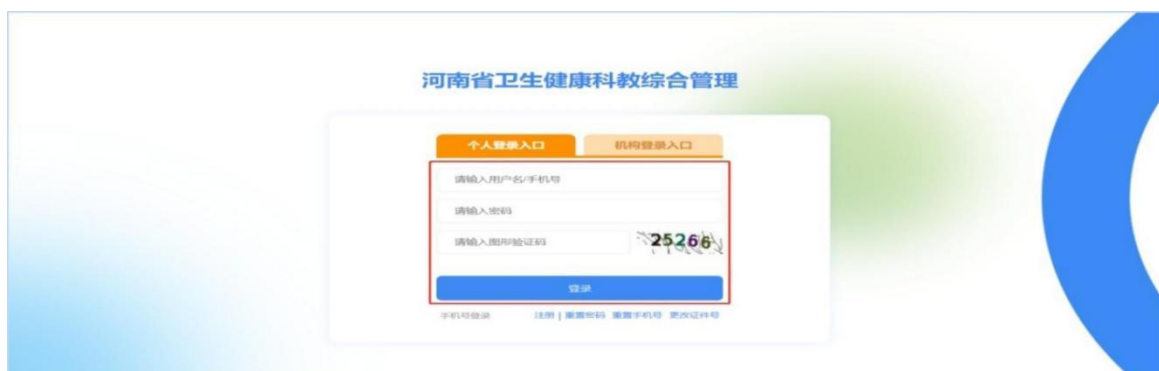 河南省卫生健康科教综合管理
个人登录入口 机构登录入口
请输入用户名/手机号
请输入密码
请输入图形验证码 25266
登录
手机号登录 注册 | 重置密码 重置手机号 更改证件号